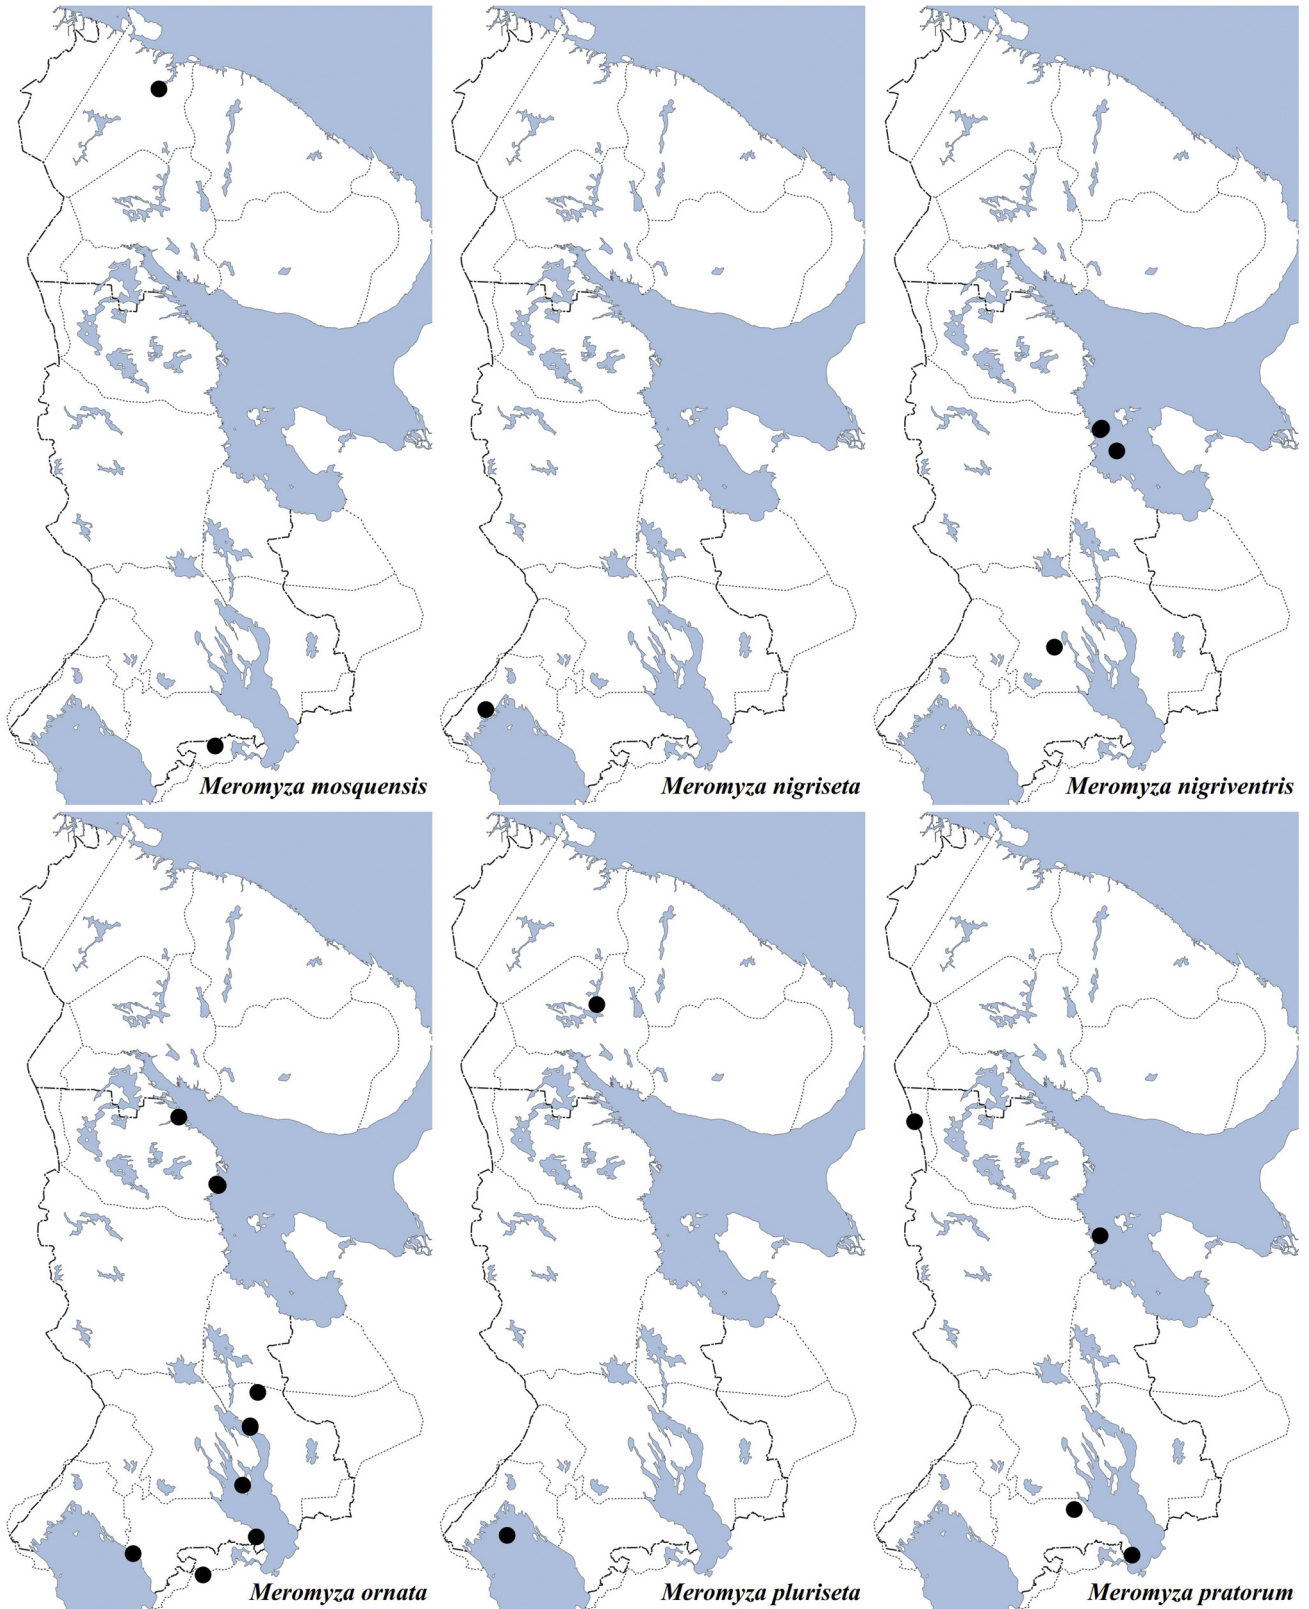 Meromyza mosquensis
Meromyza nigriseta
Meromyza nigriventris
Meromyza ornata
Meromyza pluriseta
Meromyza pratorum